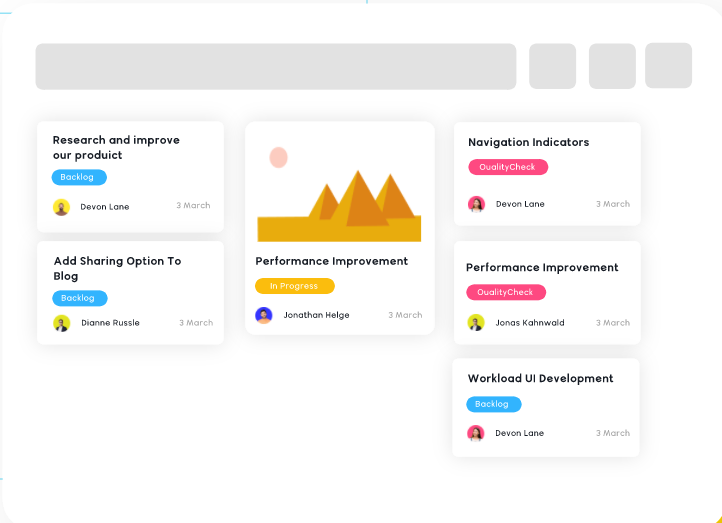 Research and improve
our produict
Backlog
Devon Lane
3 March
Add Sharing Option To
Blog
Backlog
Dianne Russle
3 March
Performance Improvement
In Progress
Jonathan Helge
3 March
Navigation Indicators
QualityCheck
Devon Lane
3 March
Performance Improvement
QualityCheck
Jonas Kahnwald
3 March
Workload UI Development
Backlog
Devon Lane
3 March